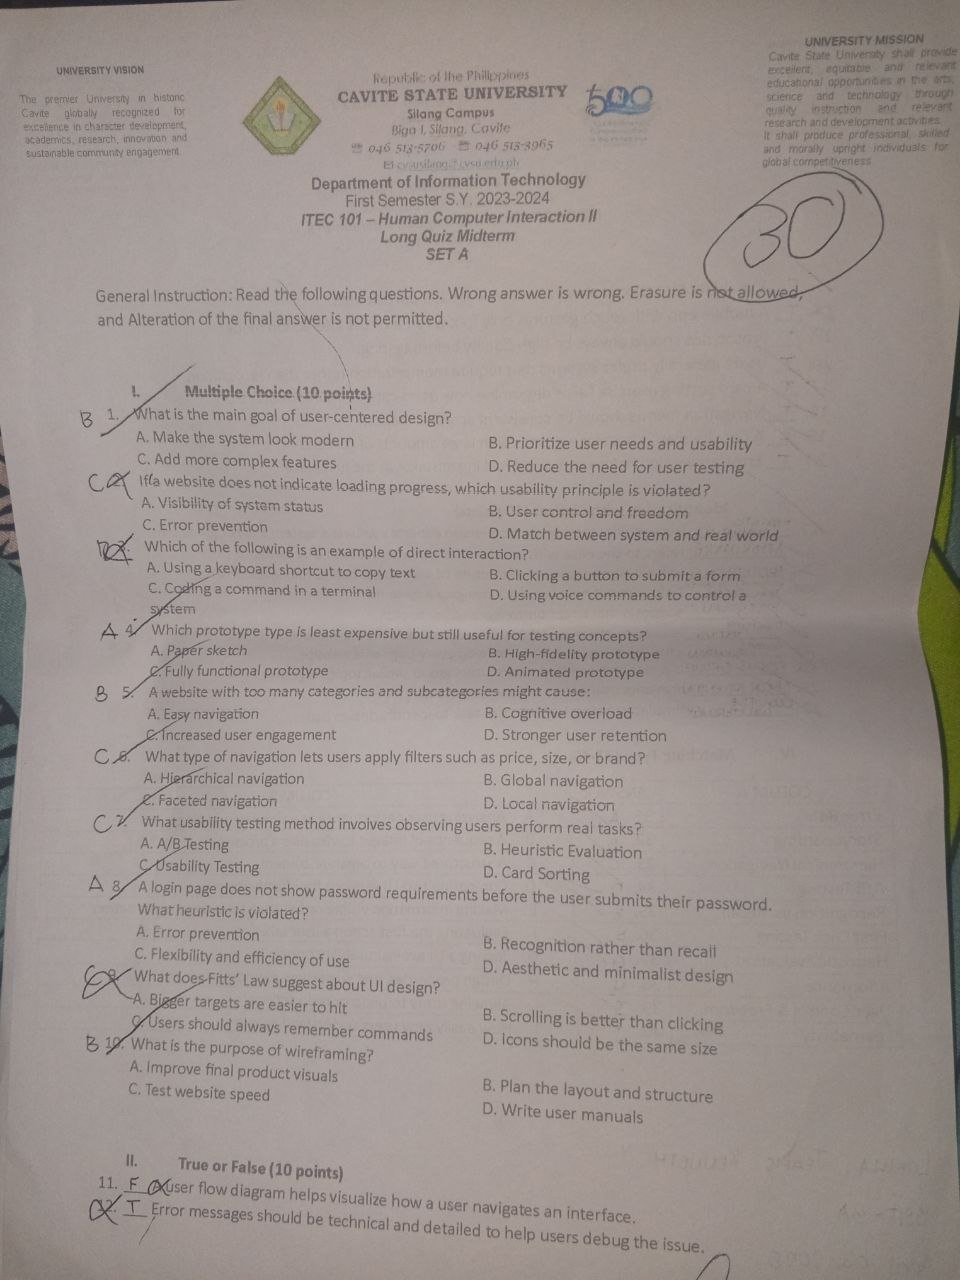 UNIVERSITY VISION
The premier University in historic
Cavite globally recognized for
excellence in character development,
academics, research, innovation and
sustainable community engagement.
Republic of the Philippines
CAVITE STATE UNIVERSITY
Silang Campus
Biga I, Silang, Cavite
☎ 046 513-5706 ☎ 046 513-3965
500
UNIVERSITY MISSION
Cavite State University shall provide
excellent, equitable and relevant
educational opportunities in the arts,
science and technology through
quality instruction and relevant
research and development activities.
It shall produce professional, skilled
and morally upright individuals for
global competitiveness
Department of Information Technology
First Semester S.Y. 2023-2024
ITEC 101 – Human Computer Interaction II
Long Quiz Midterm
SET A
30
General Instruction: Read the following questions. Wrong answer is wrong. Erasure is not allowed,
and Alteration of the final answer is not permitted.
I. Multiple Choice (10 points)
B 1. What is the main goal of user-centered design?
A. Make the system look modern B. Prioritize user needs and usability
C. Add more complex features D. Reduce the need for user testing
C 2. If a website does not indicate loading progress, which usability principle is violated?
A. Visibility of system status B. User control and freedom
C. Error prevention D. Match between system and real world
Which of the following is an example of direct interaction?
A. Using a keyboard shortcut to copy text B. Clicking a button to submit a form
C. Coding a command in a terminal D. Using voice commands to control a
system
A 4. Which prototype type is least expensive but still useful for testing concepts?
A. Paper sketch B. High-fidelity prototype
C. Fully functional prototype D. Animated prototype
B 5. A website with too many categories and subcategories might cause:
A. Easy navigation B. Cognitive overload
C. Increased user engagement D. Stronger user retention
C 6. What type of navigation lets users apply filters such as price, size, or brand?
A. Hierarchical navigation B. Global navigation
C. Faceted navigation D. Local navigation
C 7. What usability testing method involves observing users perform real tasks?
A. A/B Testing B. Heuristic Evaluation
C. Usability Testing D. Card Sorting
A 8. A login page does not show password requirements before the user submits their password.
What heuristic is violated?
A. Error prevention B. Recognition rather than recall
C. Flexibility and efficiency of use D. Aesthetic and minimalist design
C 9. What does Fitts' Law suggest about UI design?
A. Bigger targets are easier to hit B. Scrolling is better than clicking
C. Users should always remember commands D. Icons should be the same size
B 10. What is the purpose of wireframing?
A. Improve final product visuals B. Plan the layout and structure
C. Test website speed D. Write user manuals
II. True or False (10 points)
11. F A user flow diagram helps visualize how a user navigates an interface.
12. T Error messages should be technical and detailed to help users debug the issue.